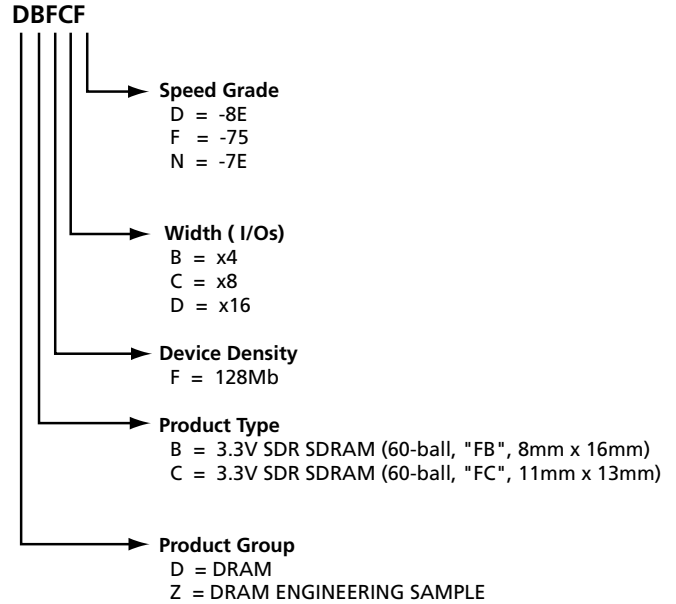 DBFCF
Speed Grade
D = -8E
F = -75
N = -7E
Width ( I/Os)
B = x4
C = x8
D = x16
Device Density
F = 128Mb
Product Type
B = 3.3V SDR SDRAM (60-ball, "FB", 8mm x 16mm)
C = 3.3V SDR SDRAM (60-ball, "FC", 11mm x 13mm)
Product Group
D = DRAM
Z = DRAM ENGINEERING SAMPLE